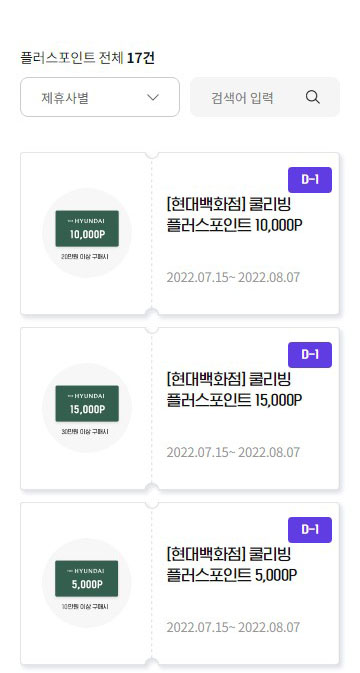 플러스포인트 전체 17건
제휴사별
검색어 입력
D-1
[현대백화점] 쿨리빙
플러스포인트 10,000P
HYUNDAI
10,000P
20만원 이상 구매시
2022.07.15~ 2022.08.07
D-1
[현대백화점] 쿨리빙
플러스포인트 15,000P
HYUNDAI
15,000P
30만원 이상 구매시
2022.07.15~ 2022.08.07
D-1
[현대백화점] 쿨리빙
플러스포인트 5,000P
HYUNDAI
5,000P
10만원 이상 구매시
2022.07.15~ 2022.08.07